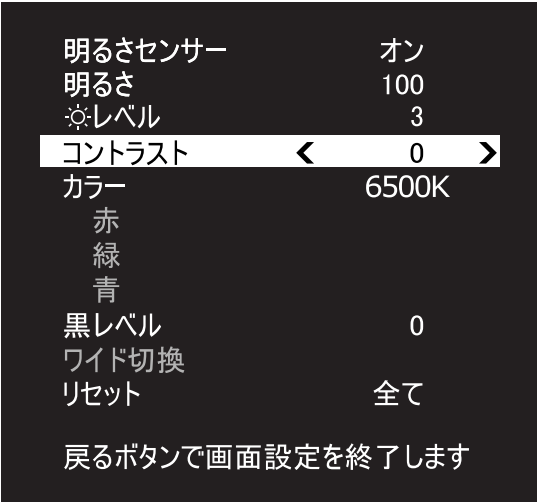 明るさセンサー オン
明るさ 100
☼レベル 3
コントラスト < 0 >
カラー 6500K
赤
緑
青
黒レベル 0
ワイド切換
リセット 全て
戻るボタンで画面設定を終了します